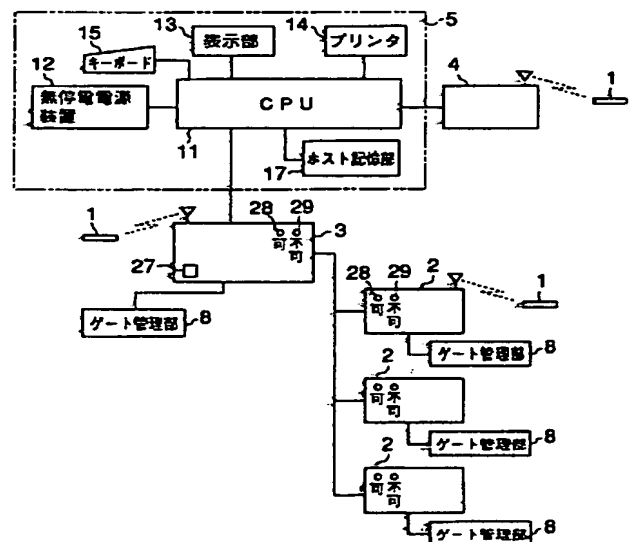 13
14
5
15
表示部
プリンタ
12
キーボード
4
1
無停電電源
装置
CPU
11
17
ホスト記憶部
1
28
29
3
可
不可
27
28
29
2
1
可
不可
ゲート管理部
8
ゲート管理部
8
2
可
不可
ゲート管理部
8
2
可
不可
ゲート管理部
8